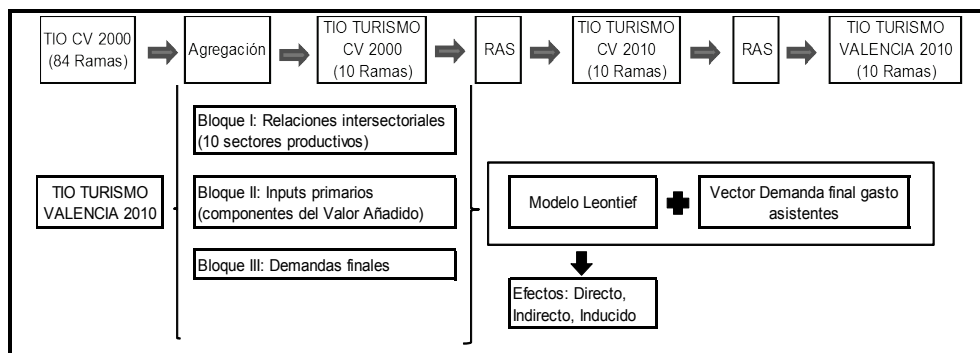 TIO CV 2000
(84 Ramas)
Agregación
TIO TURISMO
CV 2000
(10 Ramas)
RAS
TIO TURISMO
CV 2010
(10 Ramas)
RAS
TIO TURISMO
VALENCIA 2010
(10 Ramas)
TIO TURISMO
VALENCIA 2010
Bloque I: Relaciones intersectoriales
(10 sectores productivos)
Bloque II: Inputs primarios
(componentes del Valor Añadido)
Bloque III: Demandas finales
Modelo Leontief
Vector Demanda final gasto
asistentes
Efectos: Directo,
Indirecto, Inducido